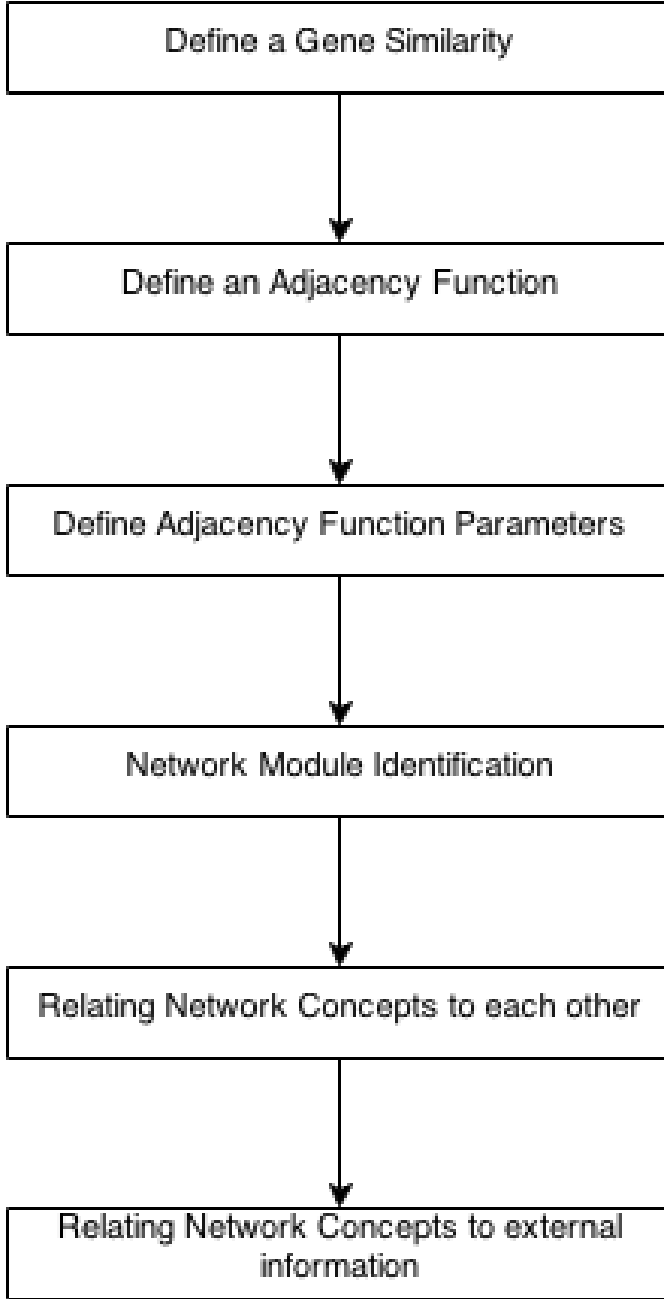 Define a Gene Similarity
Define an Adjacency Function
Define Adjacency Function Parameters
Network Module Identification
Relating Network Concepts to each other
Relating Network Concepts to external
information